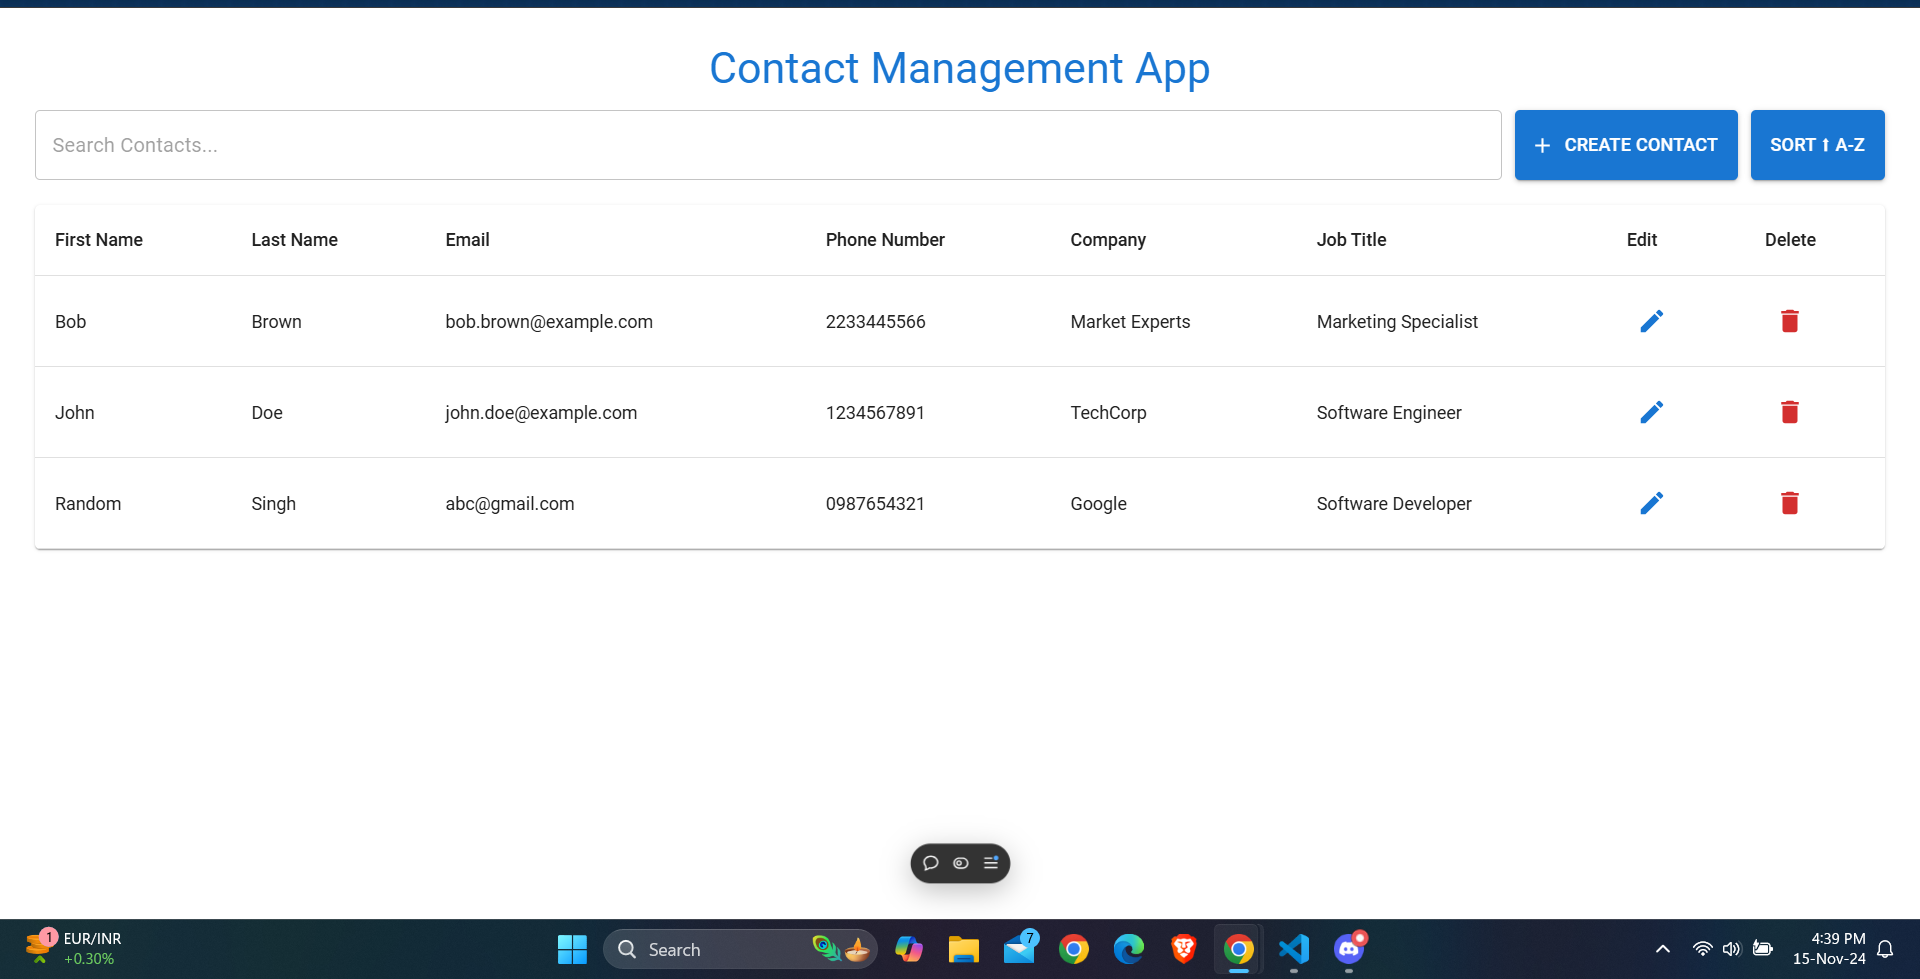 Contact Management App
Search Contacts...
+ CREATE CONTACT
SORT ⬆ A-Z
First Name Last Name Email Phone Number Company Job Title Edit Delete
Bob Brown bob.brown@example.com 2233445566 Market Experts Marketing Specialist
John Doe john.doe@example.com 1234567891 TechCorp Software Engineer
Random Singh abc@gmail.com 0987654321 Google Software Developer
1
EUR/INR
+0.30%
Search
7
4:39 PM
15-Nov-24